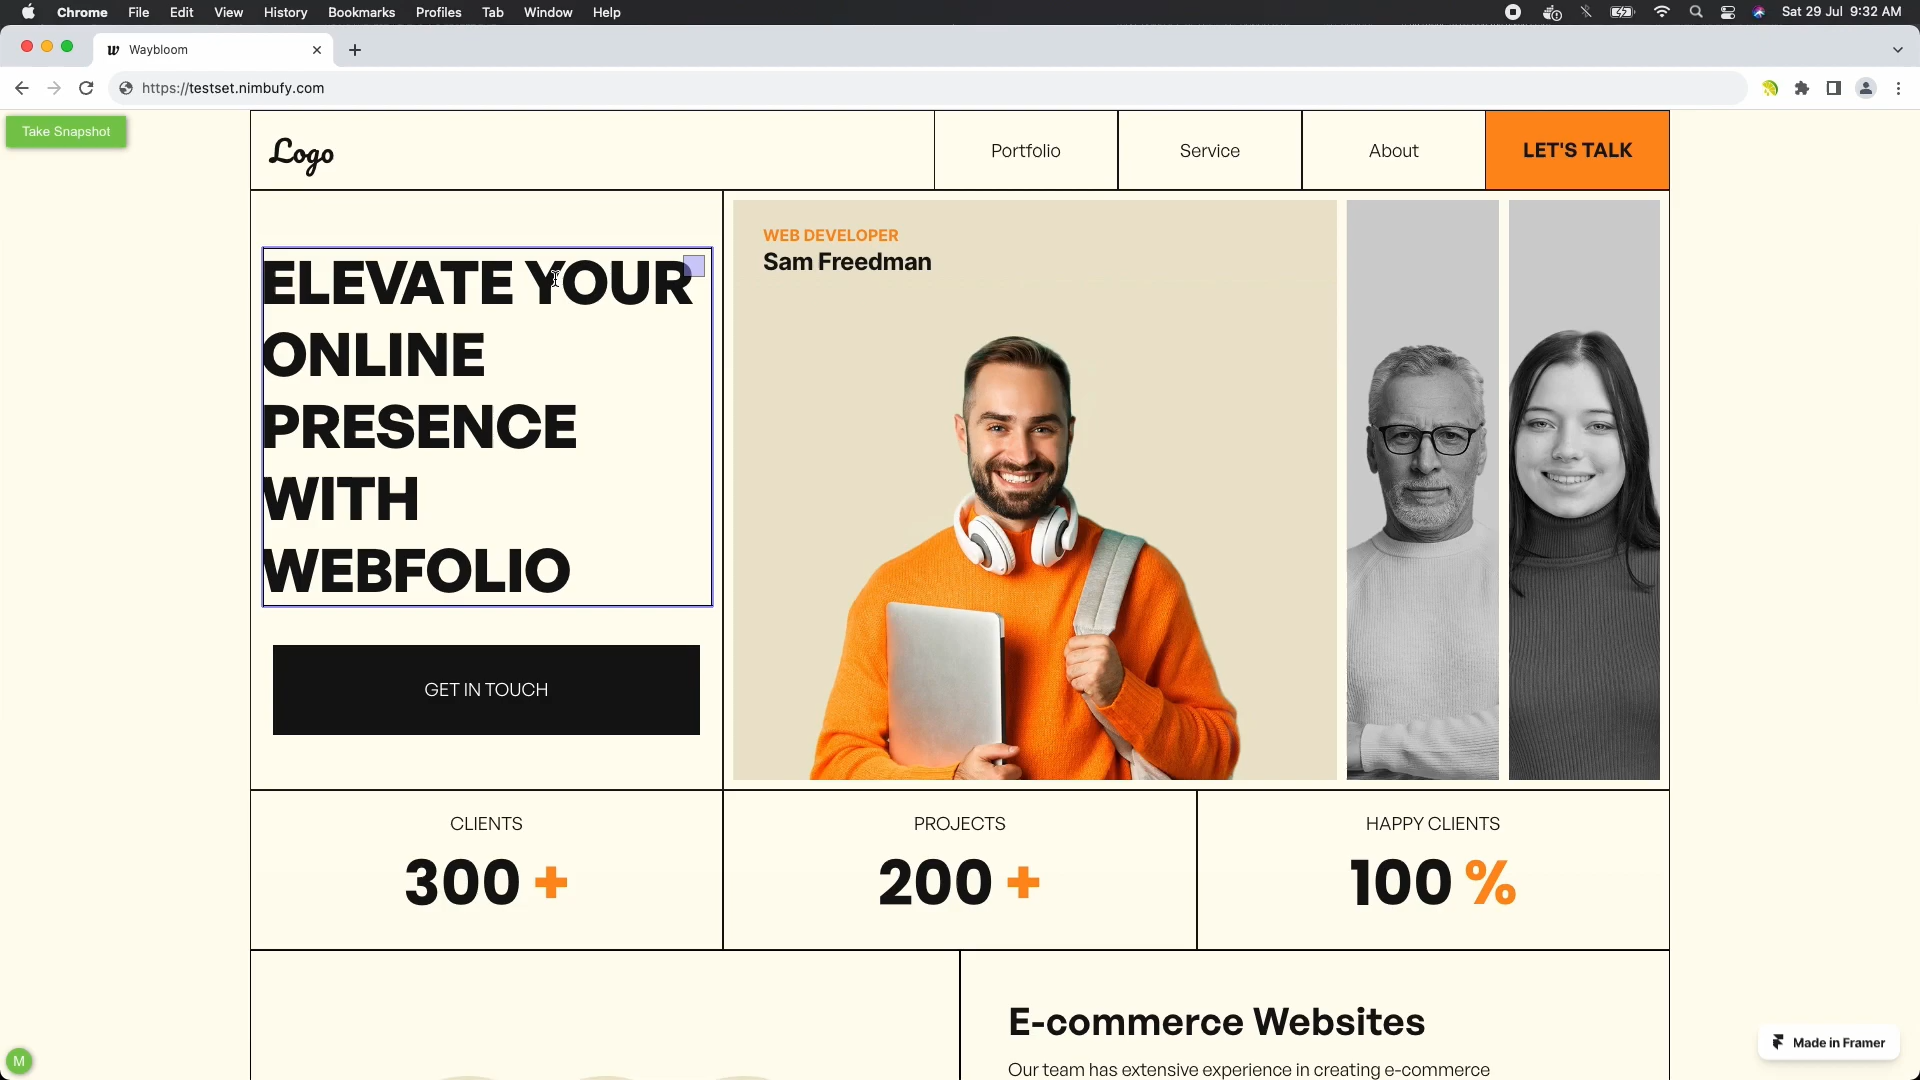 Chrome File Edit View History Bookmarks Profiles Tab Window Help
Sat 29 Jul 9:32 AM
Waybloom
https://testset.nimbufy.com
Take Snapshot
Logo
Portfolio
Service
About
LET'S TALK
ELEVATE YOUR
ONLINE
PRESENCE
WITH
WEBFOLIO
GET IN TOUCH
WEB DEVELOPER
Sam Freedman
CLIENTS
300 +
PROJECTS
200 +
HAPPY CLIENTS
100 %
E-commerce Websites
Our team has extensive experience in creating e-commerce
Made in Framer
M